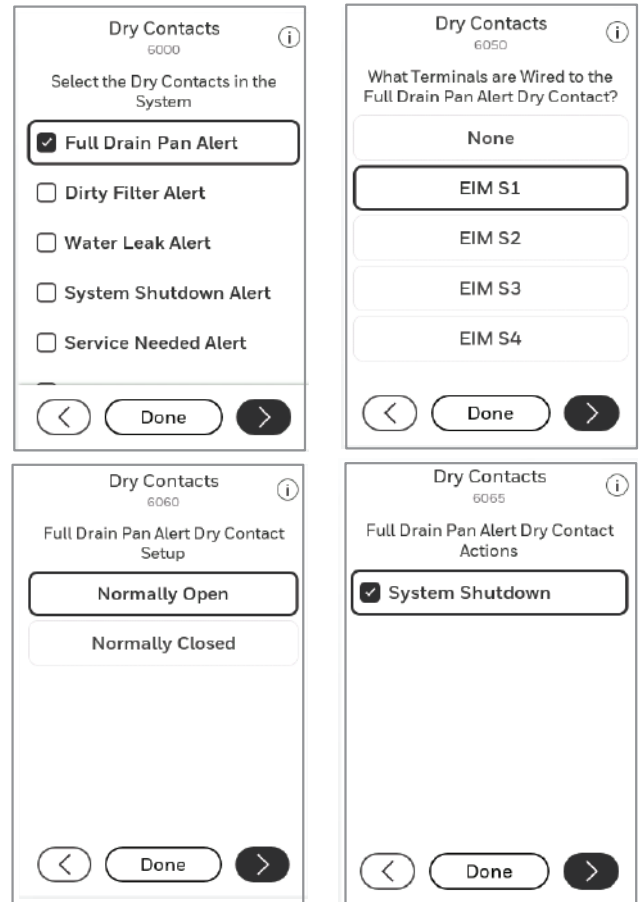 Dry Contacts
6000
Select the Dry Contacts in the
System
Full Drain Pan Alert
Dirty Filter Alert
Water Leak Alert
System Shutdown Alert
Service Needed Alert
Done
Dry Contacts
6050
What Terminals are Wired to the
Full Drain Pan Alert Dry Contact?
None
EIM S1
EIM S2
EIM S3
EIM S4
Done
Dry Contacts
6060
Full Drain Pan Alert Dry Contact
Setup
Normally Open
Normally Closed
Done
Dry Contacts
6065
Full Drain Pan Alert Dry Contact
Actions
System Shutdown
Done